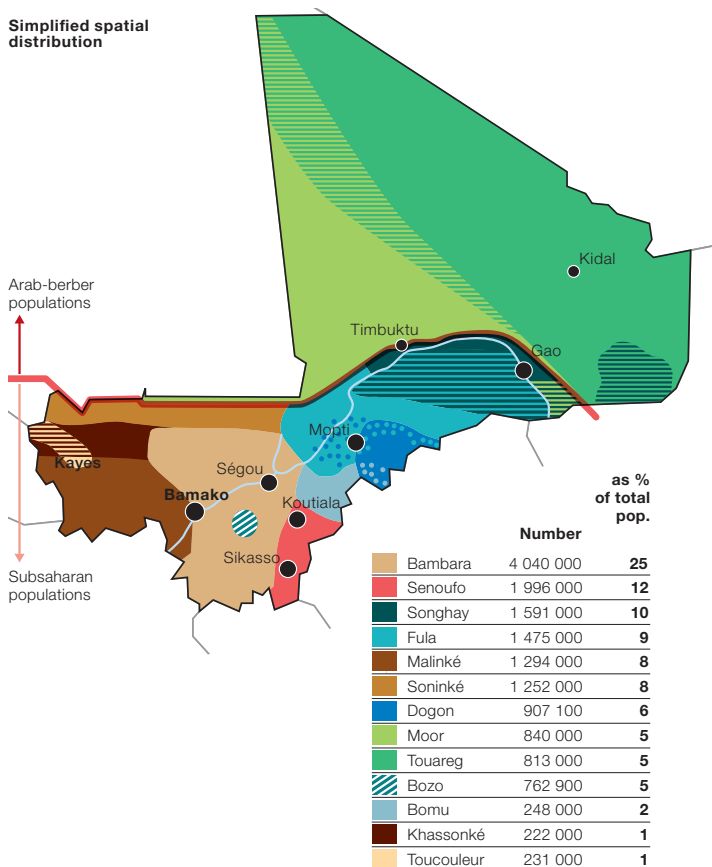 Simplified spatial
distribution
Kidal
Arab-berber
populations
Timbuktu
Gao
Mopti
Kayes
Ségou
Bamako
Koutiala
Sikasso
Subsaharan
populations
as %
of total
pop.
Number
Bambara 4 040 000 25
Senoufo 1 996 000 12
Songhay 1 591 000 10
Fula 1 475 000 9
Malinké 1 294 000 8
Soninké 1 252 000 8
Dogon 907 100 6
Moor 840 000 5
Touareg 813 000 5
Bozo 762 900 5
Bomu 248 000 2
Khassonké 222 000 1
Toucouleur 231 000 1